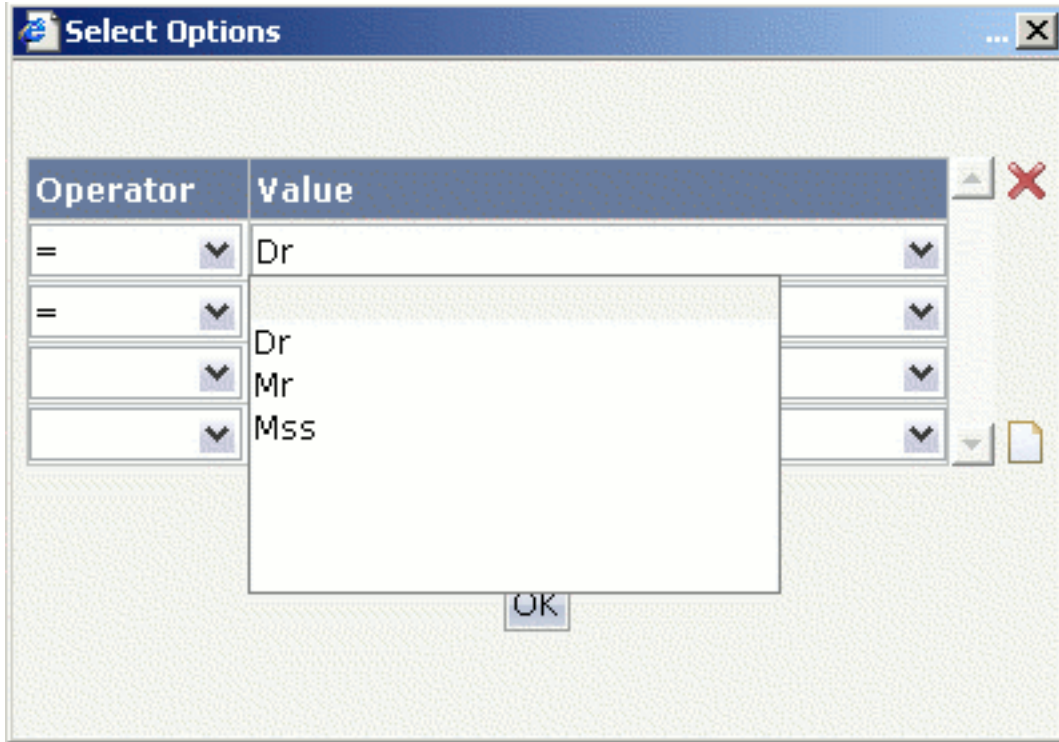 Select Options ...
Operator Value
= Dr
=
Dr
Mr
Mss
OK